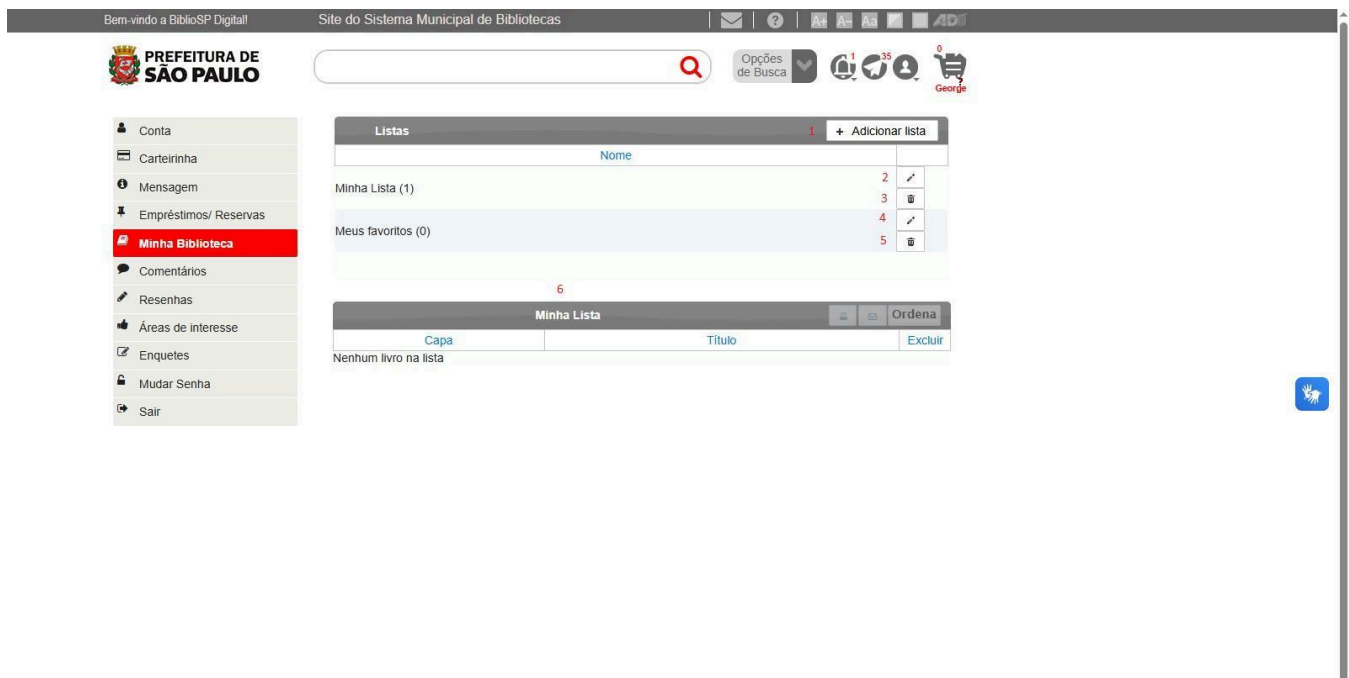 Bem-vindo a BiblioSP Digital!
Site do Sistema Municipal de Bibliotecas
A+ A- Aa
PREFEITURA DE
SÃO PAULO
Opções
de Busca
1
35
0
George
Conta
Carteirinha
Mensagem
Empréstimos/ Reservas
Minha Biblioteca
Comentários
Resenhas
Áreas de interesse
Enquetes
Mudar Senha
Sair
Listas
1
+ Adicionar lista
Nome
Minha Lista (1)
2
3
Meus favoritos (0)
4
5
6
Minha Lista
Ordena
Capa
Título
Excluir
Nenhum livro na lista